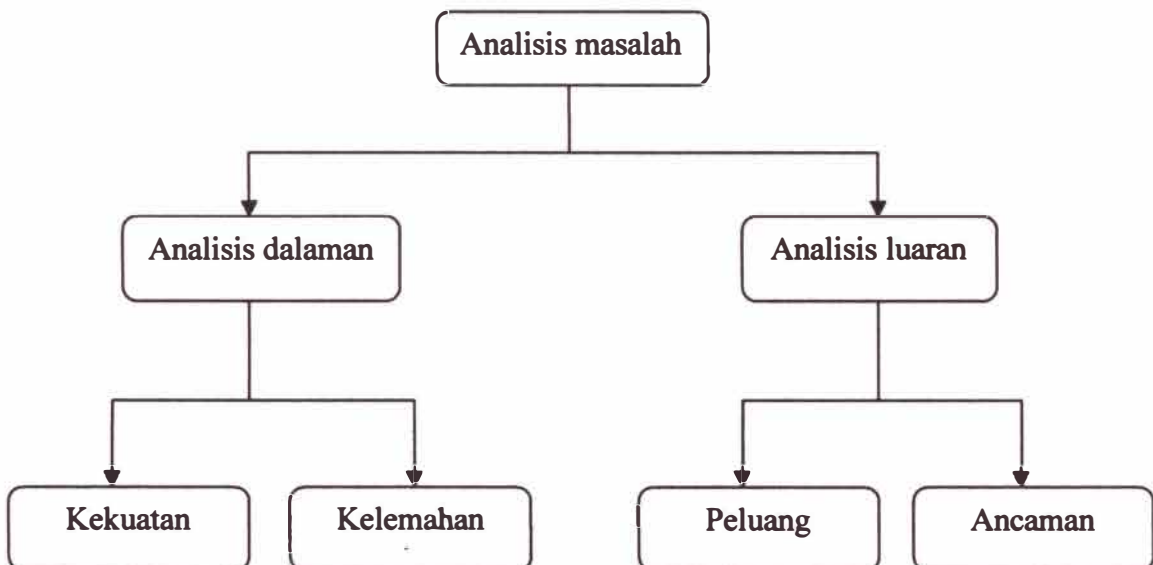 Analisis masalah
Analisis dalaman
Analisis luaran
Kekuatan
Kelemahan
Peluang
Ancaman